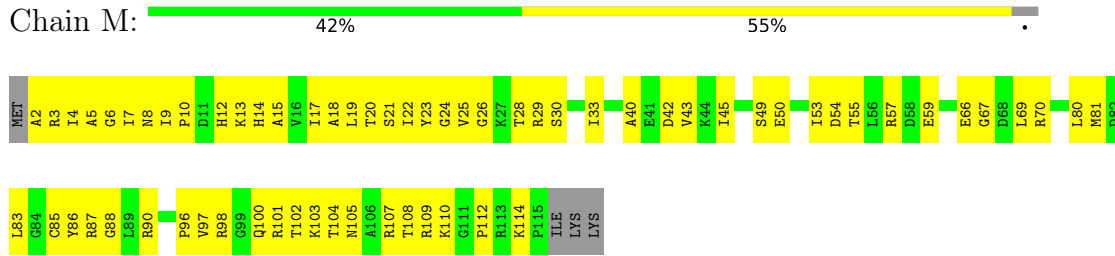 Chain M:
42% 55% .
MET A2 R3 I4 A5 G6 I7 N8 I9 P10 D11 H12 K13 H14 A15 V16 I17 A18 L19 T20 S21 I22 Y23 G24 V25 G26 K27 T28 R29 S30 I33 A40 E41 D42 V43 K44 I45 S49 E50 I53 D54 T55 L56 R57 D58 E59 E66 G67 D68 L69 R70 L80 M81 D82
L83 G84 C85 Y86 R87 G88 L89 R90 P96 V97 R98 G99 Q100 K101 T102 K103 T104 N105 A106 R107 T108 R109 K110 G111 P112 R113 K114 P115 ILE LYS LYS